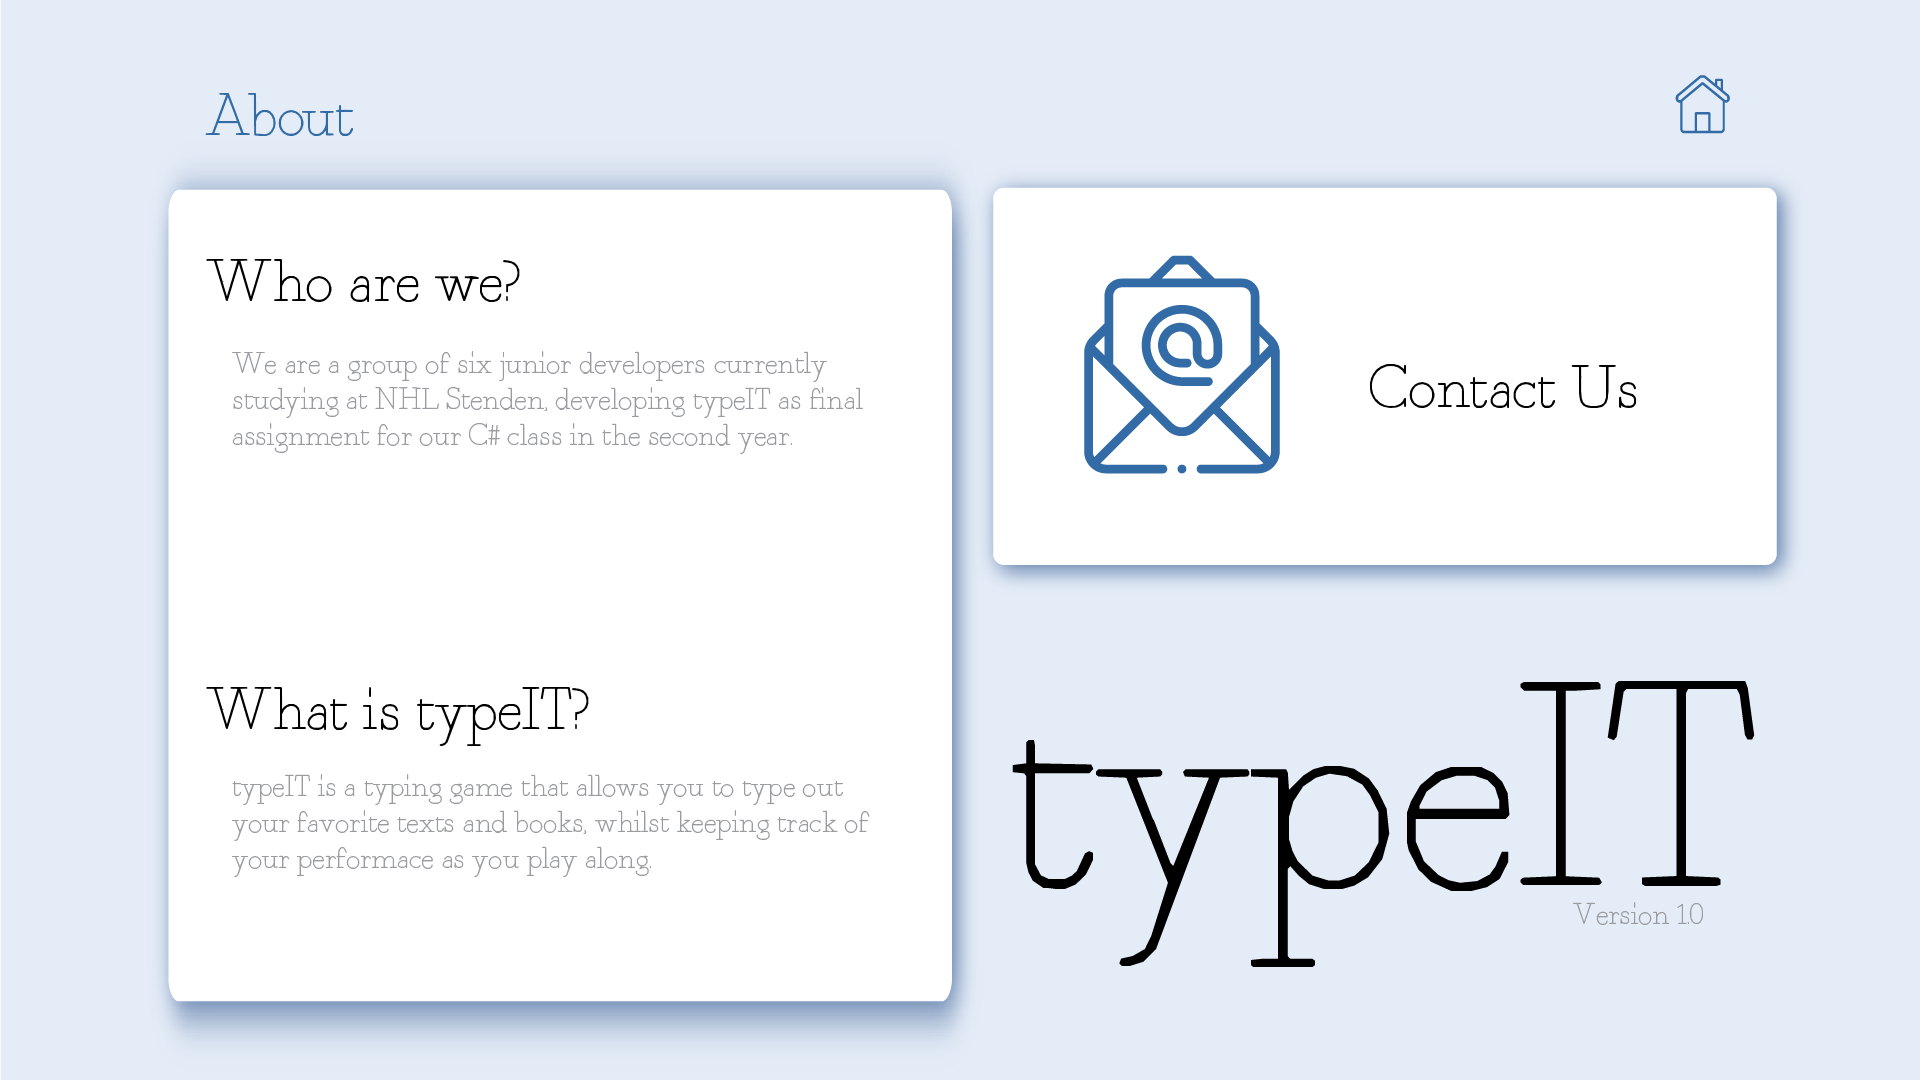 About
Who are we?
We are a group of six junior developers currently
studying at NHL Stenden, developing typeIT as final
assignment for our C# class in the second year.
What is typeIT?
typeIT is a typing game that allows you to type out
your favorite texts and books, whilst keeping track of
your performace as you play along.
@
Contact Us
typeIT
Version 1.0